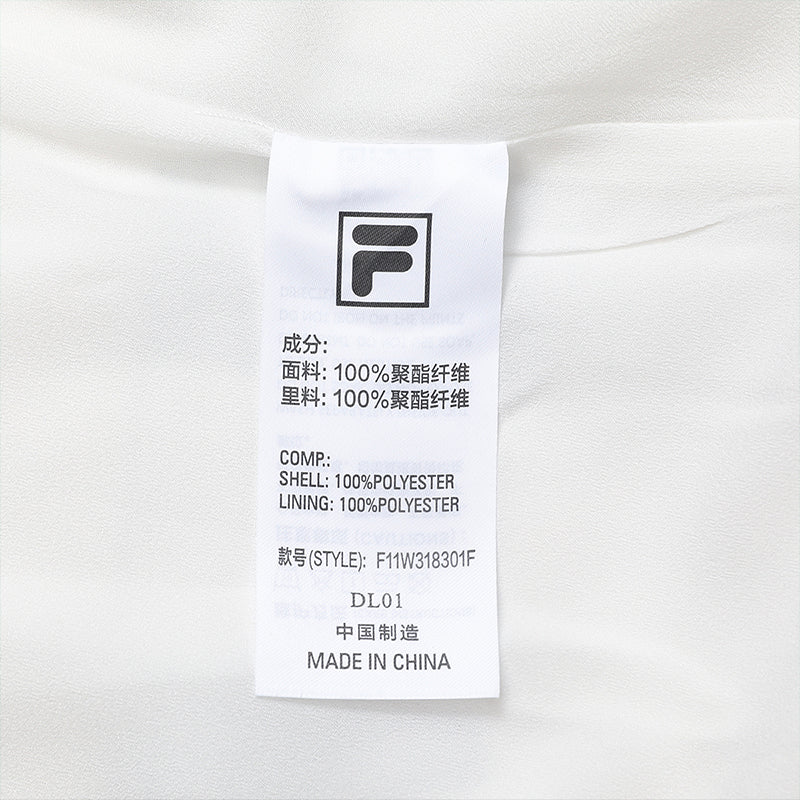 F
成分:
面料: 100%聚酯纤维
里料: 100%聚酯纤维
COMP.:
SHELL: 100%POLYESTER
LINING: 100%POLYESTER
款号(STYLE): F11W318301F
DL01
中国制造
MADE IN CHINA